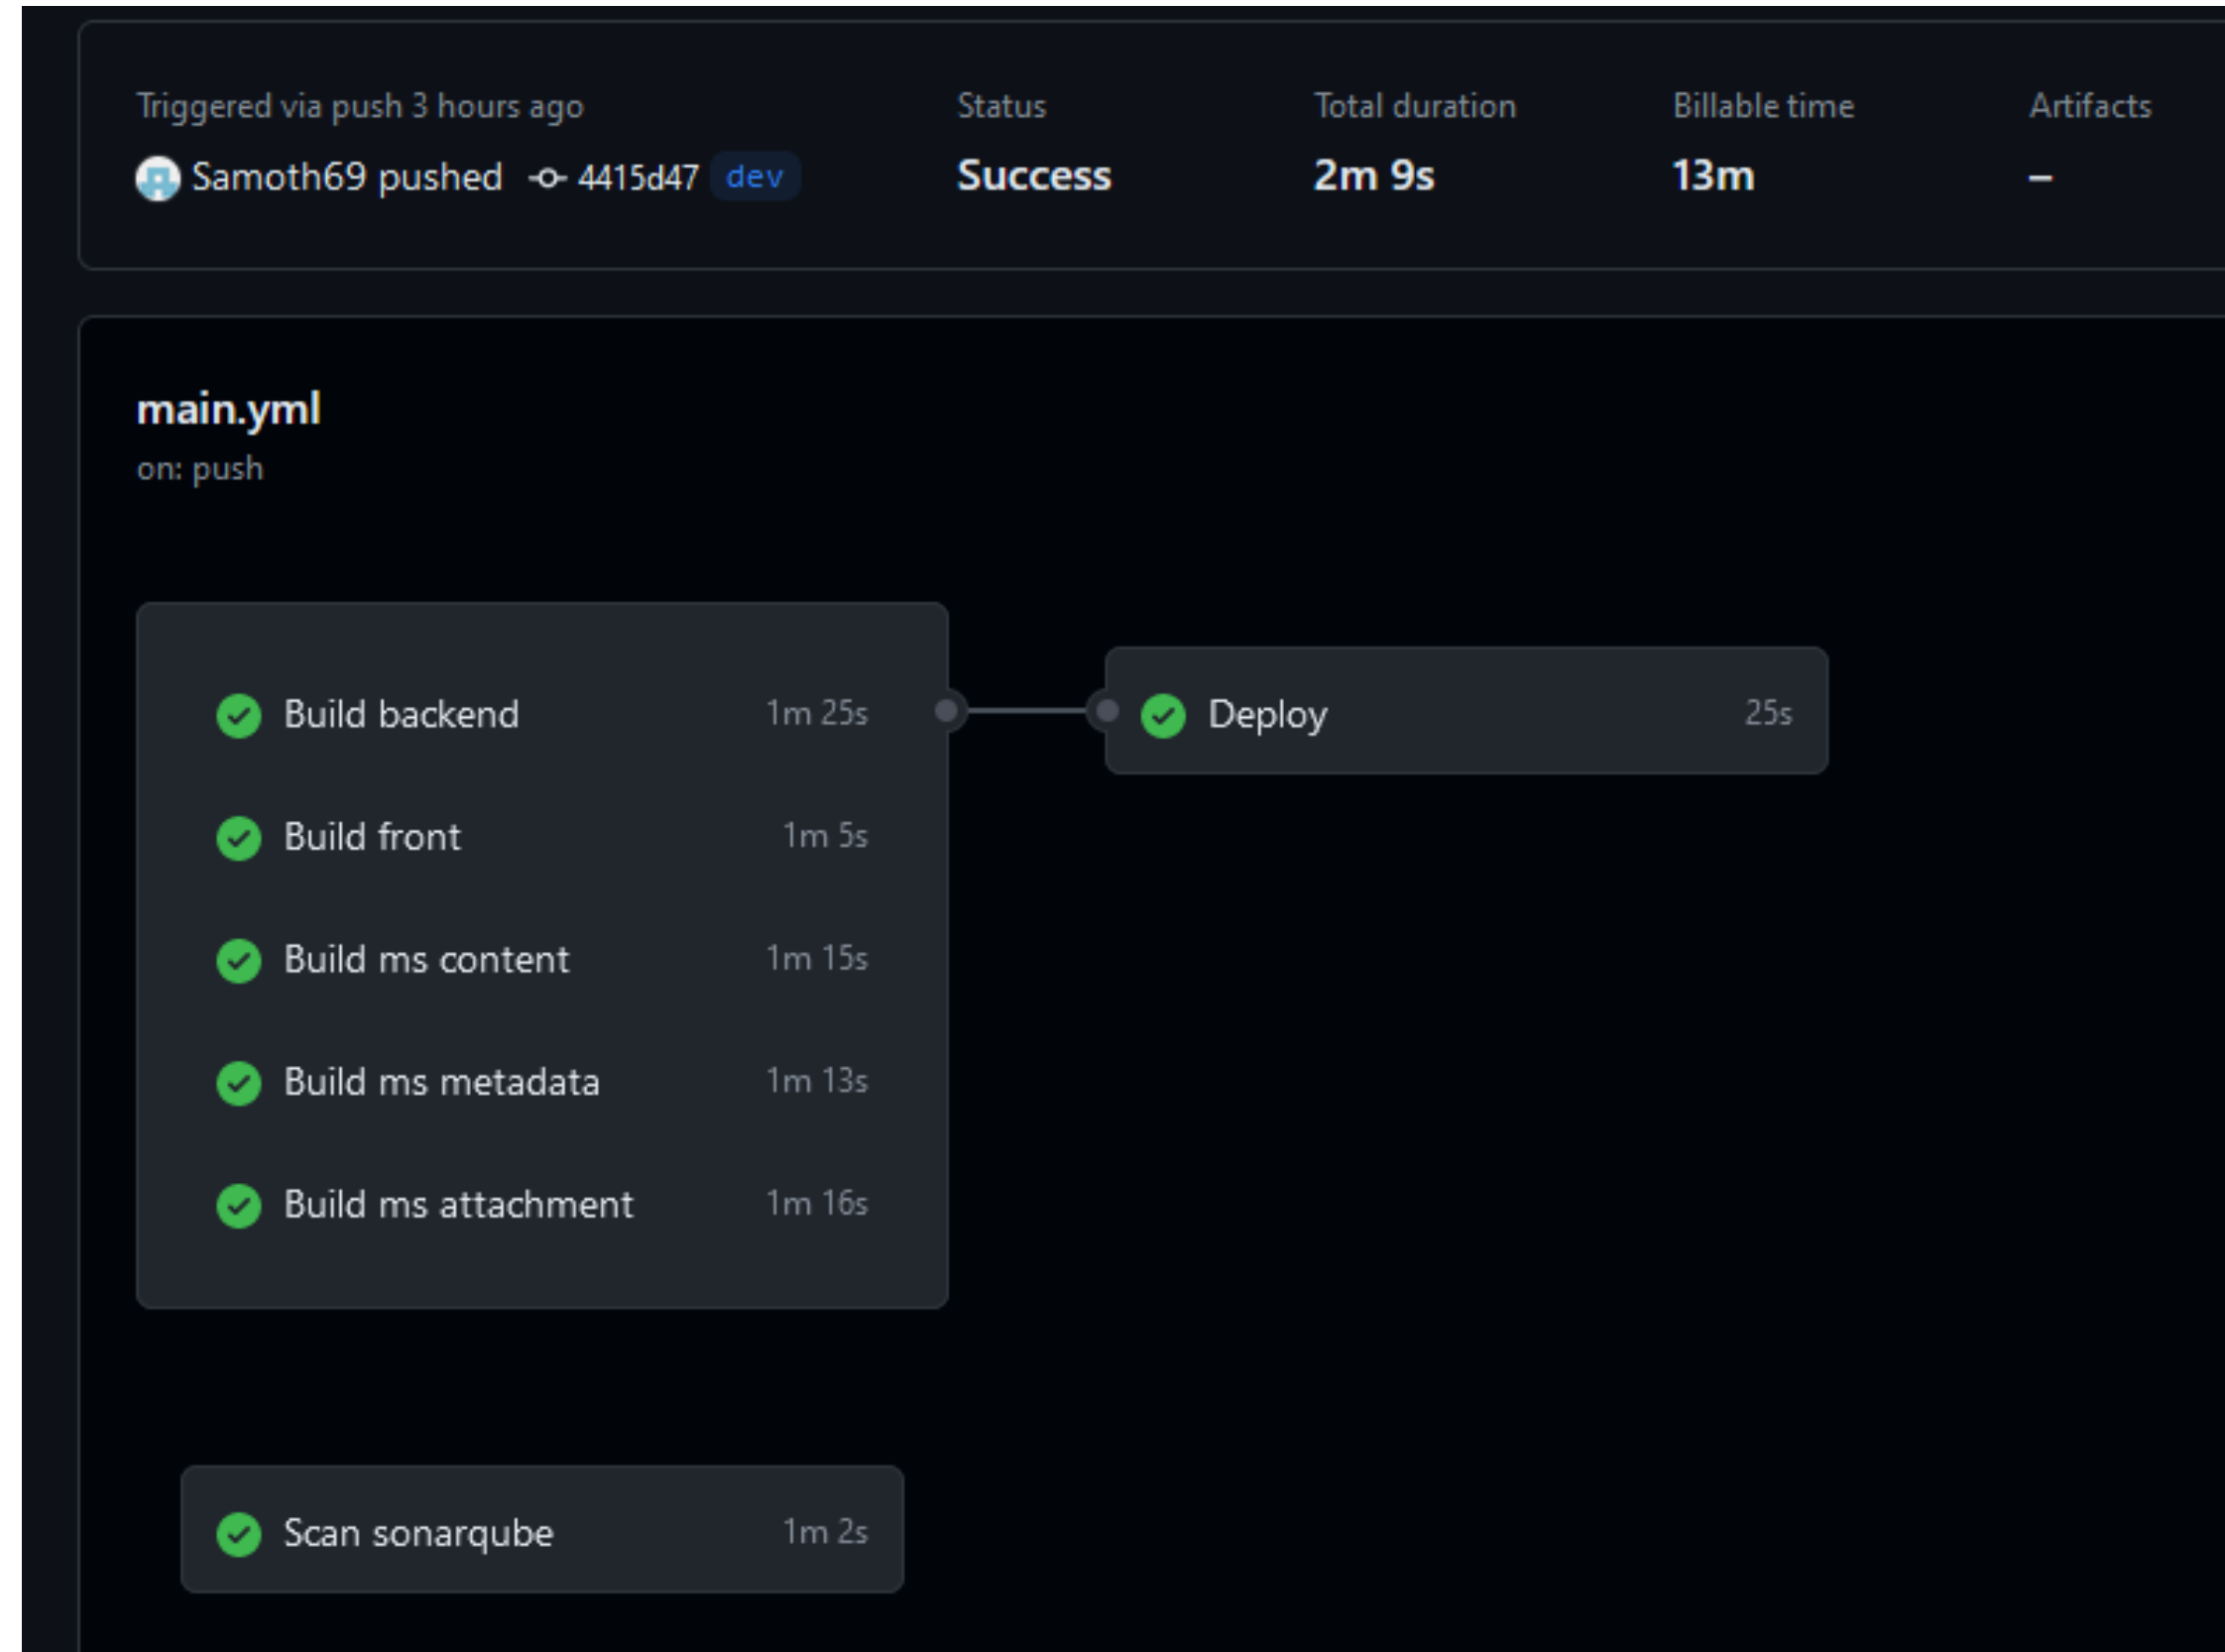 Triggered via push 3 hours ago
Samoth69 pushed 4415d47 dev
Status
Success
Total duration
2m 9s
Billable time
13m
Artifacts
–
main.yml
on: push
Build backend 1m 25s
Build front 1m 5s
Build ms content 1m 15s
Build ms metadata 1m 13s
Build ms attachment 1m 16s
Deploy 25s
Scan sonarqube 1m 2s